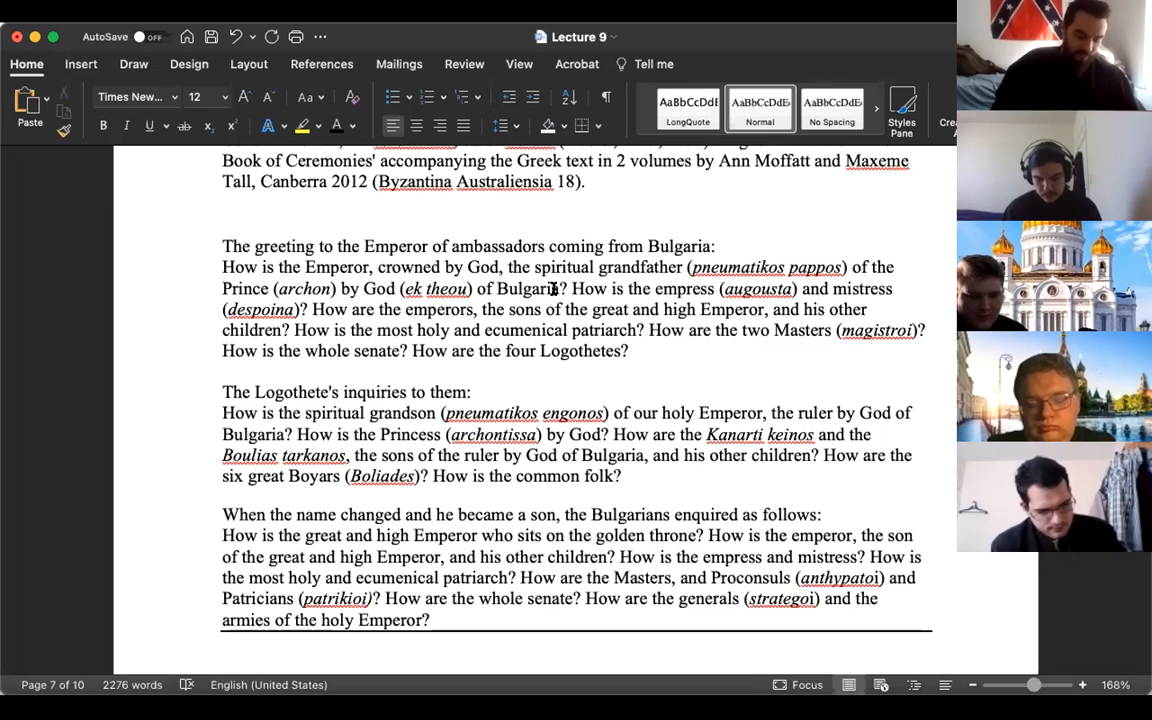 AutoSave OFF
Lecture 9
Home Insert Draw Design Layout References Mailings Review View Acrobat Tell me
Paste
Times New... 12
AaBbCcDdE AaBbCcDdE AaBbCcDdE
LongQuote Normal No Spacing
Styles Pane
Book of Ceremonies' accompanying the Greek text in 2 volumes by Ann Moffatt and Maxeme
Tall, Canberra 2012 (Byzantina Australiensia 18).
The greeting to the Emperor of ambassadors coming from Bulgaria:
How is the Emperor, crowned by God, the spiritual grandfather (pneumatikos pappos) of the
Prince (archon) by God (ek theou) of Bulgaria? How is the empress (augousta) and mistress
(despoina)? How are the emperors, the sons of the great and high Emperor, and his other
children? How is the most holy and ecumenical patriarch? How are the two Masters (magistroi)?
How is the whole senate? How are the four Logothetes?
The Logothete's inquiries to them:
How is the spiritual grandson (pneumatikos engonos) of our holy Emperor, the ruler by God of
Bulgaria? How is the Princess (archontissa) by God? How are the Kanarti keinos and the
Boulias tarkanos, the sons of the ruler by God of Bulgaria, and his other children? How are the
six great Boyars (Boliades)? How is the common folk?
When the name changed and he became a son, the Bulgarians enquired as follows:
How is the great and high Emperor who sits on the golden throne? How is the emperor, the son
of the great and high Emperor, and his other children? How is the empress and mistress? How is
the most holy and ecumenical patriarch? How are the Masters, and Proconsuls (anthypatoi) and
Patricians (patrikioi)? How are the whole senate? How are the generals (strategoi) and the
armies of the holy Emperor?
Page 7 of 10 2276 words English (United States) Focus 168%